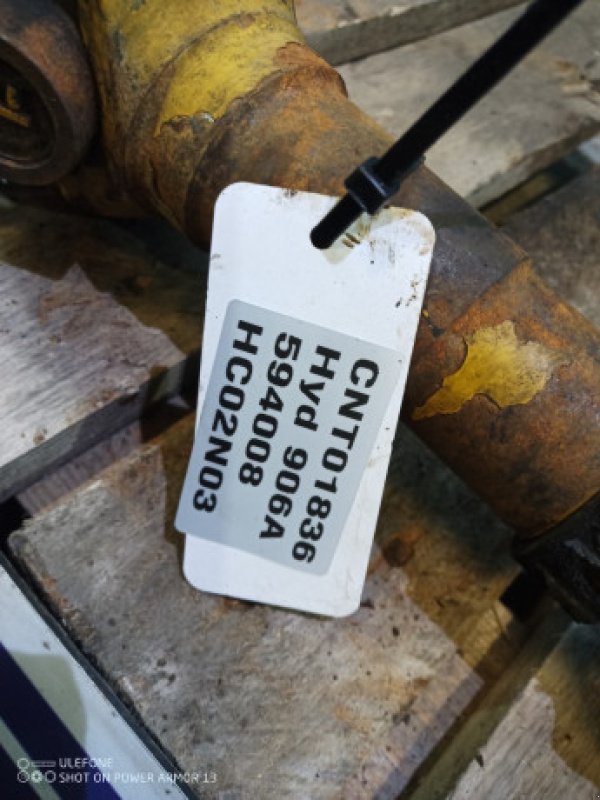 CNT01836
Hyd 906A
594008
HC02N03
ULEFONE
SHOT ON POWER ARMOR 13